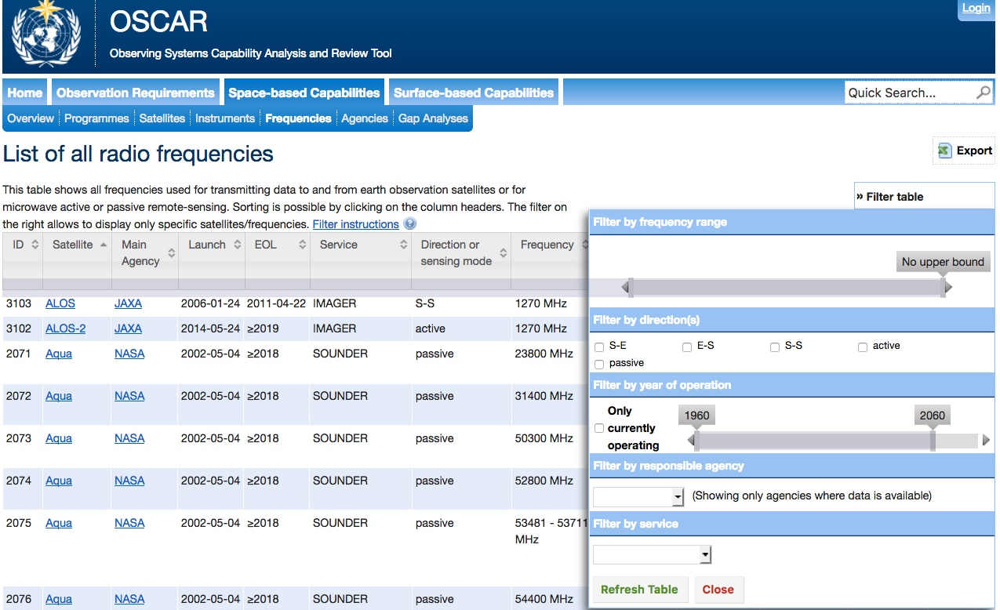 OSCAR
Observing Systems Capability Analysis and Review Tool
Login
Home Observation Requirements Space-based Capabilities Surface-based Capabilities Quick Search...
Overview Programmes Satellites Instruments Frequencies Agencies Gap Analyses
List of all radio frequencies
Export
This table shows all frequencies used for transmitting data to and from earth observation satellites or for
microwave active or passive remote-sensing. Sorting is possible by clicking on the column headers. The filter on
the right allows to display only specific satellites/frequencies. Filter instructions ?
ID Satellite Main Agency Launch EOL Service Direction or sensing mode Frequency
3103 ALOS JAXA 2006-01-24 2011-04-22 IMAGER S-S 1270 MHz
3102 ALOS-2 JAXA 2014-05-24 ≥2019 IMAGER active 1270 MHz
2071 Aqua NASA 2002-05-04 ≥2018 SOUNDER passive 23800 MHz
2072 Aqua NASA 2002-05-04 ≥2018 SOUNDER passive 31400 MHz
2073 Aqua NASA 2002-05-04 ≥2018 SOUNDER passive 50300 MHz
2074 Aqua NASA 2002-05-04 ≥2018 SOUNDER passive 52800 MHz
2075 Aqua NASA 2002-05-04 ≥2018 SOUNDER passive 53481 - 53711
MHz
2076 Aqua NASA 2002-05-04 ≥2018 SOUNDER passive 54400 MHz
» Filter table
Filter by frequency range
No upper bound
Filter by direction(s)
S-E E-S S-S active
passive
Filter by year of operation
Only
currently
operating
1960 2060
Filter by responsible agency
(Showing only agencies where data is available)
Filter by service
Refresh Table Close